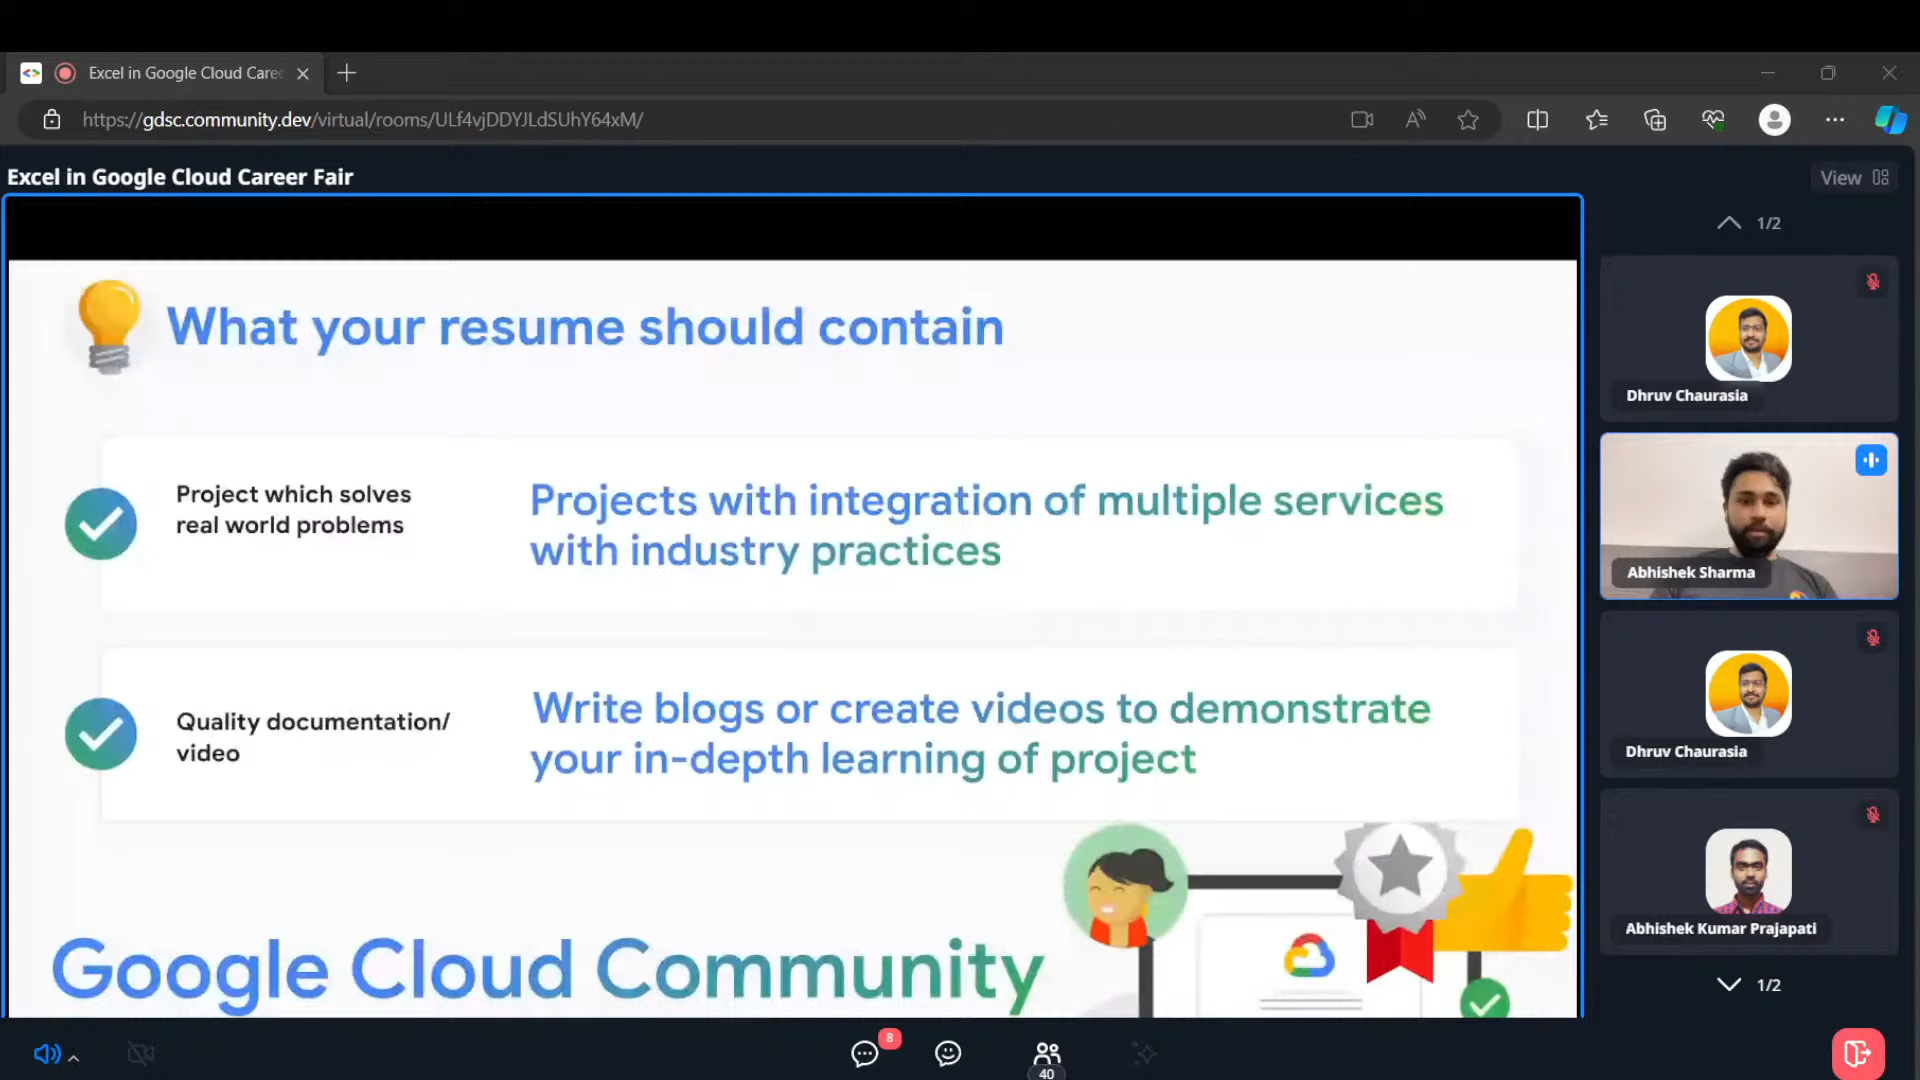 Excel in Google Cloud Caree
https://gdsc.community.dev/virtual/rooms/ULf4vjDDYJLdSUhY64xM/
Excel in Google Cloud Career Fair
View
1/2
What your resume should contain
Project which solves
real world problems
Projects with integration of multiple services
with industry practices
Quality documentation/
video
Write blogs or create videos to demonstrate
your in-depth learning of project
Google Cloud Community
Dhruv Chaurasia
Abhishek Sharma
Dhruv Chaurasia
Abhishek Kumar Prajapati
1/2
8
40